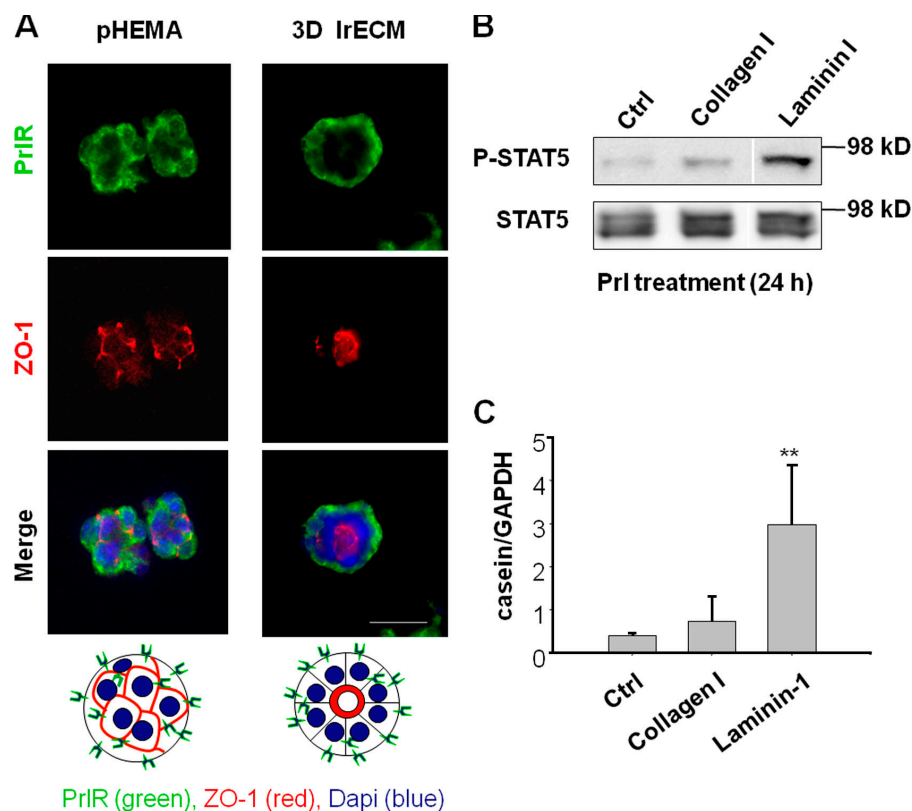 A
pHEMA
3D lrECM
PrlR
ZO-1
Merge
PrlR (green), ZO-1 (red), Dapi (blue)
B
Ctrl
Collagen I
Laminin I
P-STAT5
98 kD
STAT5
98 kD
Prl treatment (24 h)
C
casein/GAPDH
5
4
3
2
1
0
**
Ctrl
Collagen I
Laminin-1